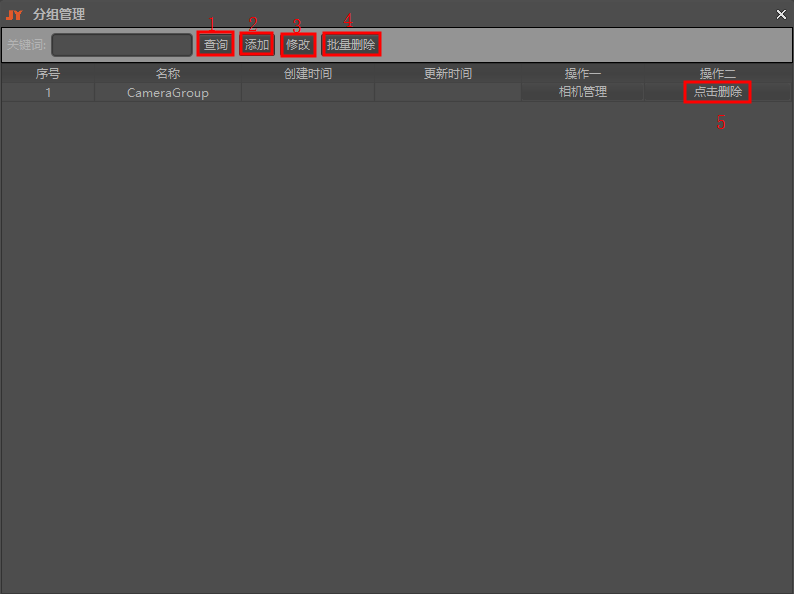 JY 分组管理
1 2 3 4
关键词: 查询 添加 修改 批量删除
序号 名称 创建时间 更新时间 操作一 操作二
1 CameraGroup 相机管理 点击删除
5